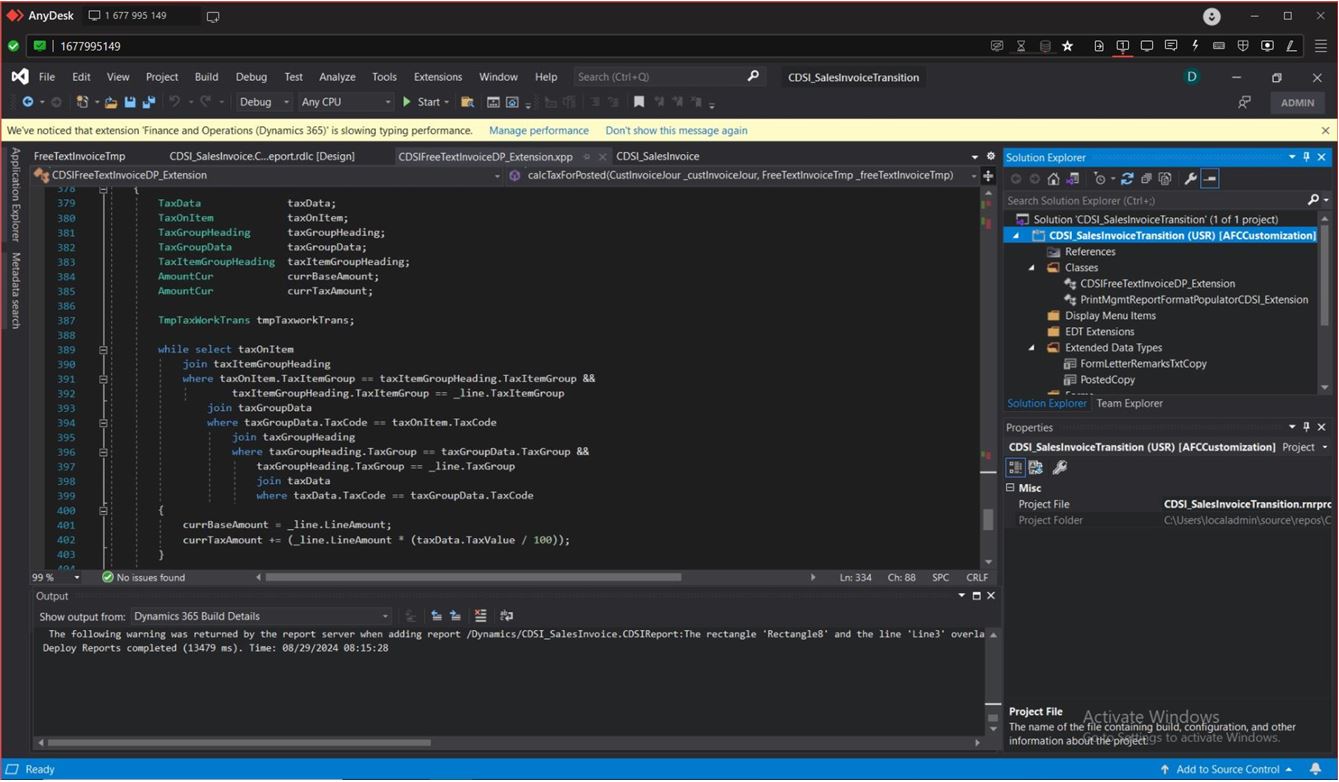 AnyDesk 1 677 995 149
1677995149
File Edit View Project Build Debug Test Analyze Tools Extensions Window Help Search (Ctrl+Q) CDSI_SalesInvoiceTransition D
Debug Any CPU Start ADMIN
We've noticed that extension 'Finance and Operations (Dynamics 365)' is slowing typing performance. Manage performance Don't show this message again
Application Explorer
Metadata search
FreeTextInvoiceTmp CDSI_SalesInvoice.C...eport.rdlc [Design] CDSIFreeTextInvoiceDP_Extension.xpp CDSI_SalesInvoice
CDSIFreeTextInvoiceDP_Extension calcTaxForPosted(CustInvoiceJour _custInvoiceJour, FreeTextInvoiceTmp _freeTextInvoiceTmp)
378 {
379 TaxData taxData;
380 TaxOnItem taxOnItem;
381 TaxGroupHeading taxGroupHeading;
382 TaxGroupData taxGroupData;
383 TaxItemGroupHeading taxItemGroupHeading;
384 AmountCur currBaseAmount;
385 AmountCur currTaxAmount;
386
387 TmpTaxWorkTrans tmpTaxworkTrans;
388
389 while select taxOnItem
390 join taxItemGroupHeading
391 where taxOnItem.TaxItemGroup == taxItemGroupHeading.TaxItemGroup &&
392 taxItemGroupHeading.TaxItemGroup == _line.TaxItemGroup
393 join taxGroupData
394 where taxGroupData.TaxCode == taxOnItem.TaxCode
395 join taxGroupHeading
396 where taxGroupHeading.TaxGroup == taxGroupData.TaxGroup &&
397 taxGroupHeading.TaxGroup == _line.TaxGroup
398 join taxData
399 where taxData.TaxCode == taxGroupData.TaxCode
400 {
401 currBaseAmount = _line.LineAmount;
402 currTaxAmount += (_line.LineAmount * (taxData.TaxValue / 100));
403 }
404
99 % No issues found Ln: 334 Ch: 88 SPC CRLF
Output
Show output from: Dynamics 365 Build Details
The following warning was returned by the report server when adding report /Dynamics/CDSI_SalesInvoice.CDSIReport:The rectangle 'Rectangle8' and the line 'Line3' overla
Deploy Reports completed (13479 ms). Time: 08/29/2024 08:15:28
Solution Explorer
Search Solution Explorer (Ctrl+;)
Solution 'CDSI_SalesInvoiceTransition' (1 of 1 project)
CDSI_SalesInvoiceTransition (USR) [AFCCustomization]
References
Classes
CDSIFreeTextInvoiceDP_Extension
PrintMgmtReportFormatPopulatorCDSI_Extension
Display Menu Items
EDT Extensions
Extended Data Types
FormLetterRemarksTxtCopy
PostedCopy
Solution Explorer Team Explorer
Properties
CDSI_SalesInvoiceTransition (USR) [AFCCustomization] Project
Misc
Project File CDSI_SalesInvoiceTransition.rnrprc
Project Folder C:\Users\localadmin\source\repos\C
Project File
The name of the file containing build, configuration, and other
information about the project.
Activate Windows
Go to Settings to activate Windows.
Ready Add to Source Control